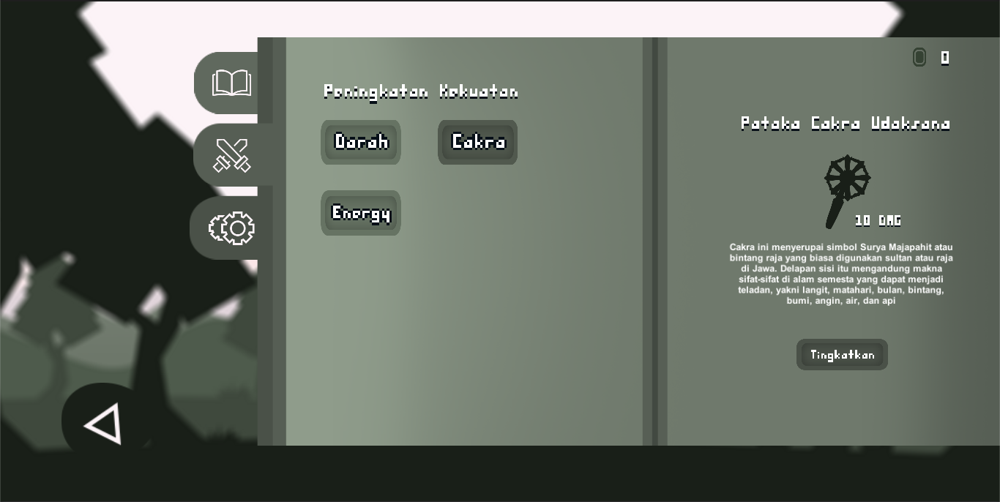 0
Peningkatan Kekuatan
Pataka Cakra Udaksana
Darah
Cakra
Energy
10 DMG
Cakra ini menyerupai simbol Surya Majapahit atau
bintang raja yang biasa digunakan sultan atau raja
di Jawa. Delapan sisi itu mengandung makna
sifat-sifat di alam semesta yang dapat menjadi
teladan, yakni langit, matahari, bulan, bintang,
bumi, angin, air, dan api
Tingkatkan